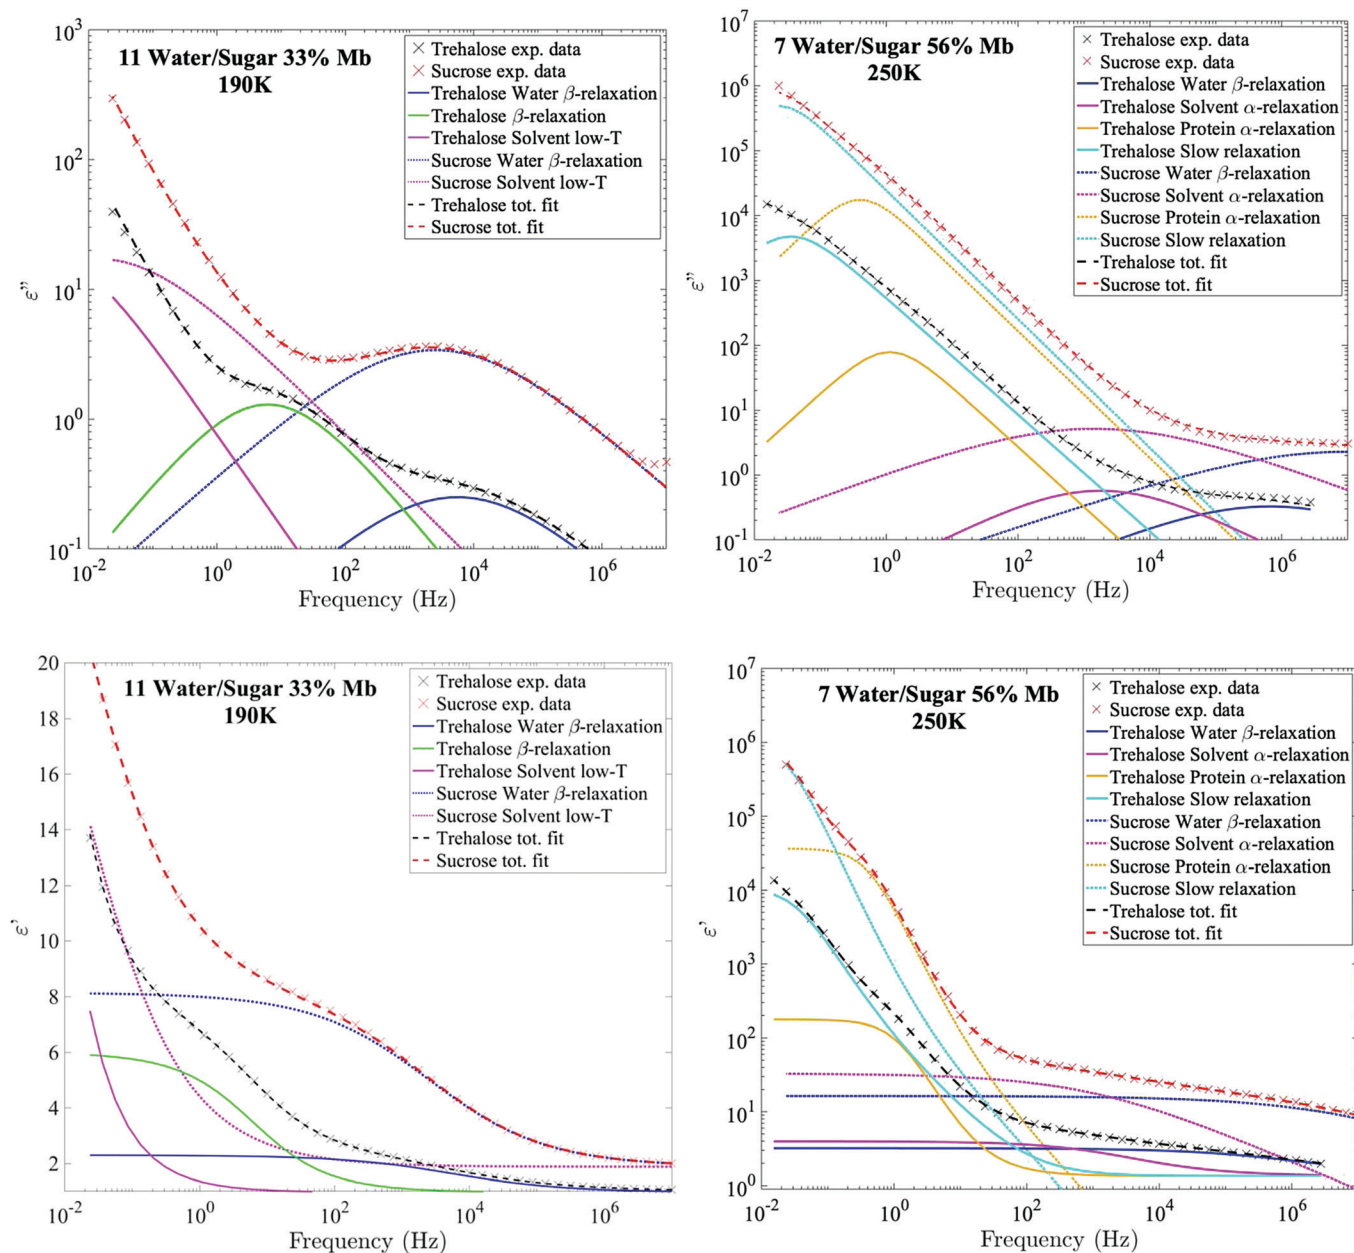 10^3
10^2
10^1
10^0
10^-1
ε''
11 Water/Sugar 33% Mb
190K
Trehalose exp. data
Sucrose exp. data
Trehalose Water β-relaxation
Trehalose β-relaxation
Trehalose Solvent low-T
Sucrose Water β-relaxation
Sucrose Solvent low-T
Trehalose tot. fit
Sucrose tot. fit
10^-2 10^0 10^2 10^4 10^6
Frequency (Hz)
10^7
10^6
10^5
10^4
10^3
10^2
10^1
10^0
10^-1
ε''
7 Water/Sugar 56% Mb
250K
Trehalose exp. data
Sucrose exp. data
Trehalose Water β-relaxation
Trehalose Solvent α-relaxation
Trehalose Protein α-relaxation
Trehalose Slow relaxation
Sucrose Water β-relaxation
Sucrose Solvent α-relaxation
Sucrose Protein α-relaxation
Sucrose Slow relaxation
Trehalose tot. fit
Sucrose tot. fit
10^-2 10^0 10^2 10^4 10^6
Frequency (Hz)
20
18
16
14
12
10
8
6
4
2
ε'
11 Water/Sugar 33% Mb
190K
Trehalose exp. data
Sucrose exp. data
Trehalose Water β-relaxation
Trehalose β-relaxation
Trehalose Solvent low-T
Sucrose Water β-relaxation
Sucrose Solvent low-T
Trehalose tot. fit
Sucrose tot. fit
10^-2 10^0 10^2 10^4 10^6
Frequency (Hz)
10^7
10^6
10^5
10^4
10^3
10^2
10^1
10^0
ε'
7 Water/Sugar 56% Mb
250K
Trehalose exp. data
Sucrose exp. data
Trehalose Water β-relaxation
Trehalose Solvent α-relaxation
Trehalose Protein α-relaxation
Trehalose Slow relaxation
Sucrose Water β-relaxation
Sucrose Solvent α-relaxation
Sucrose Protein α-relaxation
Sucrose Slow relaxation
Trehalose tot. fit
Sucrose tot. fit
10^-2 10^0 10^2 10^4 10^6
Frequency (Hz)